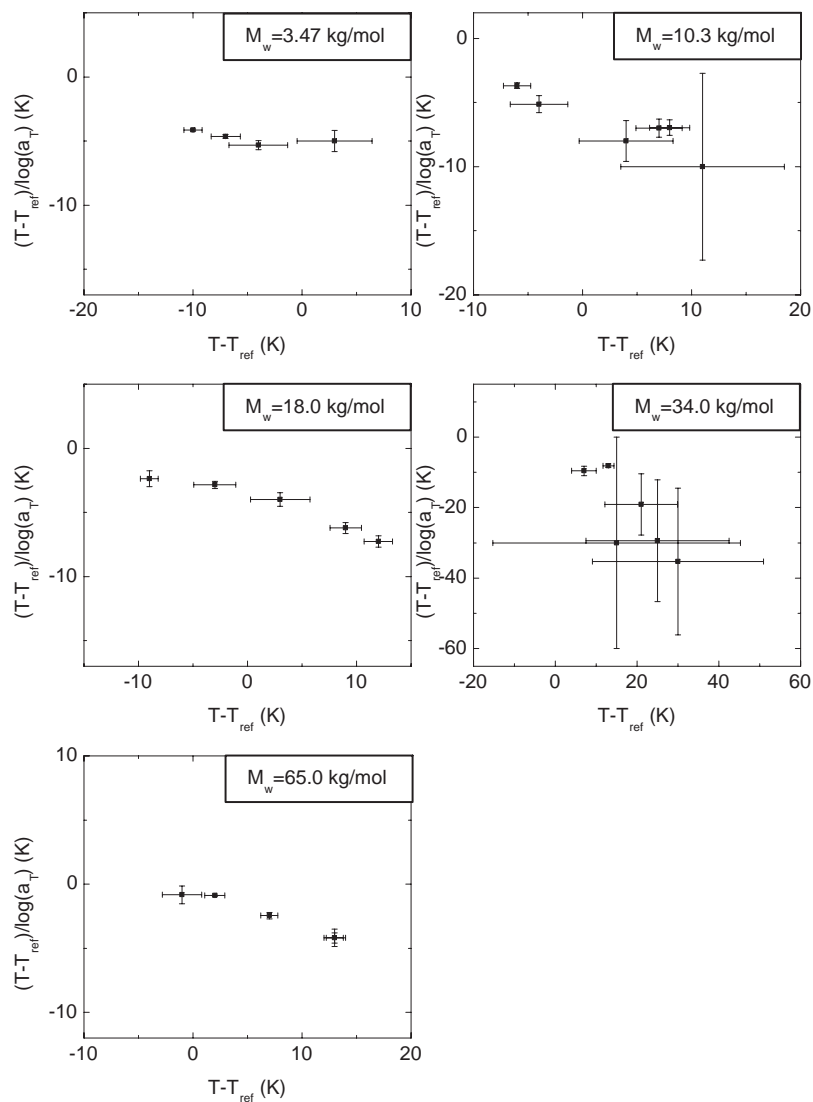 M_w=3.47 kg/mol
0
-10
(T-T_ref)/log(a_T) (K)
-20 -10 0 10
T-T_ref (K)
M_w=10.3 kg/mol
0
-10
-20
(T-T_ref)/log(a_T) (K)
-10 0 10 20
T-T_ref (K)
M_w=18.0 kg/mol
0
-10
(T-T_ref)/log(a_T) (K)
-10 0 10
T-T_ref (K)
M_w=34.0 kg/mol
0
-20
-40
-60
(T-T_ref)/log(a_T) (K)
-20 0 20 40 60
T-T_ref (K)
M_w=65.0 kg/mol
10
0
-10
(T-T_ref)/log(a_T) (K)
-10 0 10 20
T-T_ref (K)